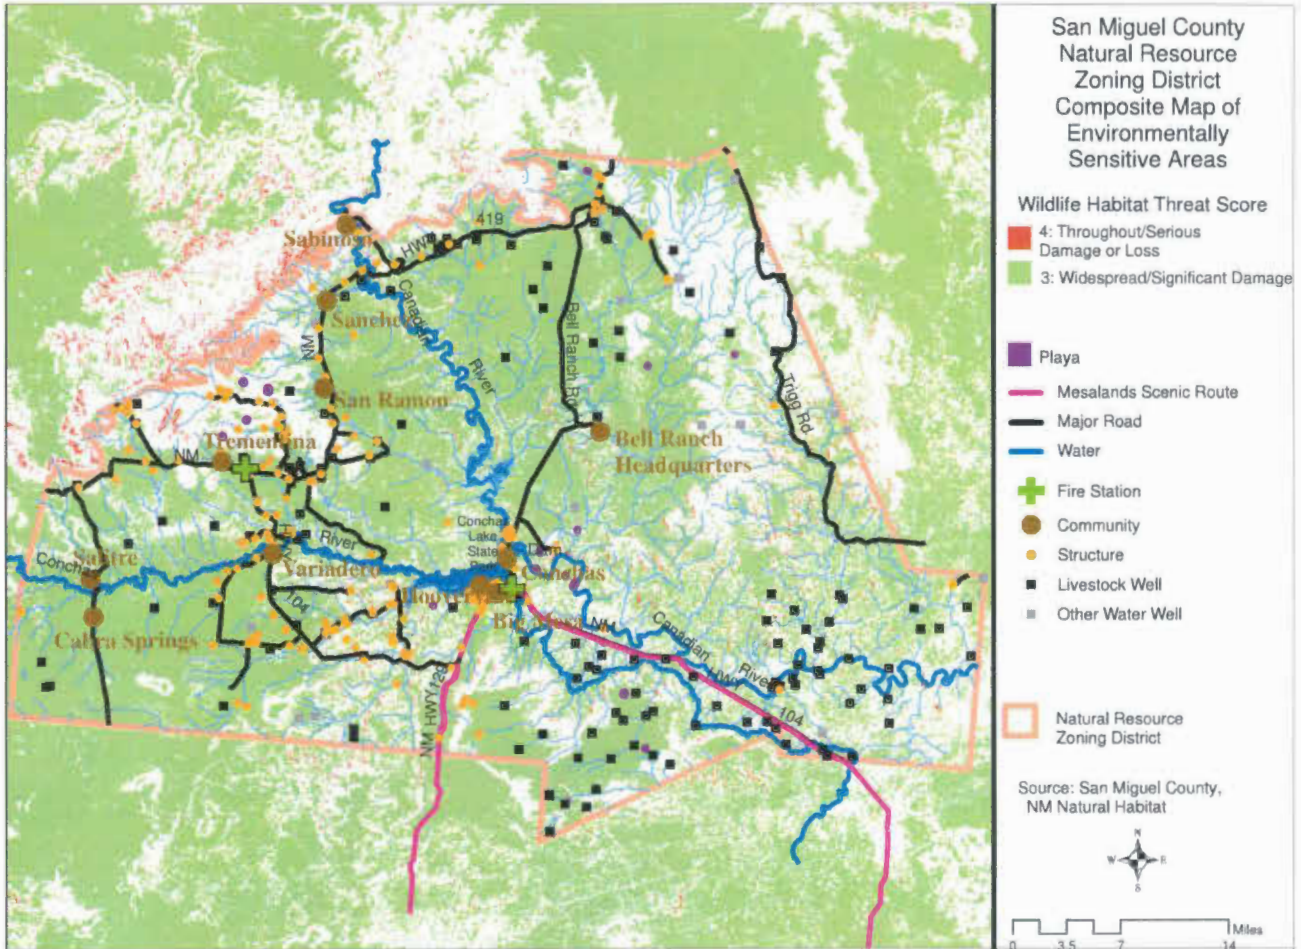 San Miguel County
Natural Resource
Zoning District
Composite Map of
Environmentally
Sensitive Areas
Wildlife Habitat Threat Score
4: Throughout/Serious
Damage or Loss
3: Widespread/Significant Damage
Playa
Mesalands Scenic Route
Major Road
Water
Fire Station
Community
Structure
Livestock Well
Other Water Well
Natural Resource
Zoning District
Source: San Miguel County,
NM Natural Habitat
N
W E
S
Miles
0 3.5 7 14
Sabinoso
419
HWY
Canadian
River
NM
San Ramon
Bell Ranch Rd
Trigg Rd
Bell Ranch
Headquarters
Trementina
NM
Conchas
Lake
State
Dam
Conchas
River
Variadero
104
Cabra Springs
Big Mesa
NM
HWY
104
Canadian
River
NM HWY 129